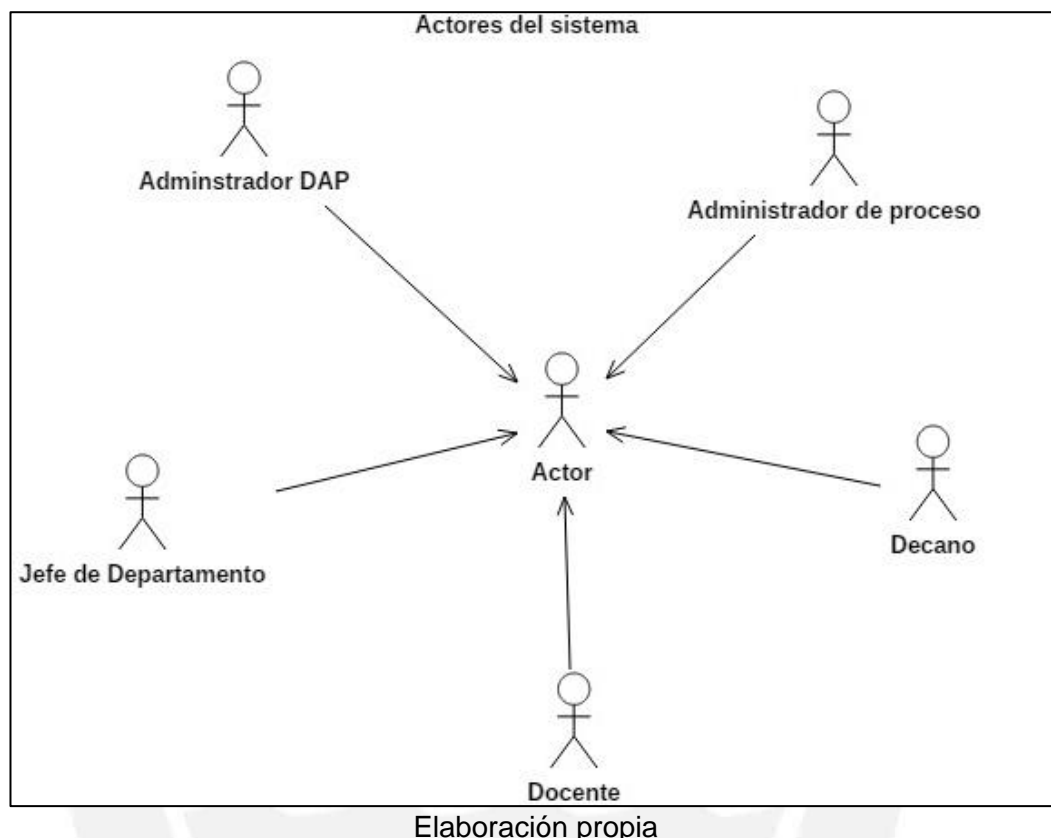 Actores del sistema
Adminstrador DAP
Administrador de proceso
Actor
Jefe de Departamento
Decano
Docente
Elaboración propia